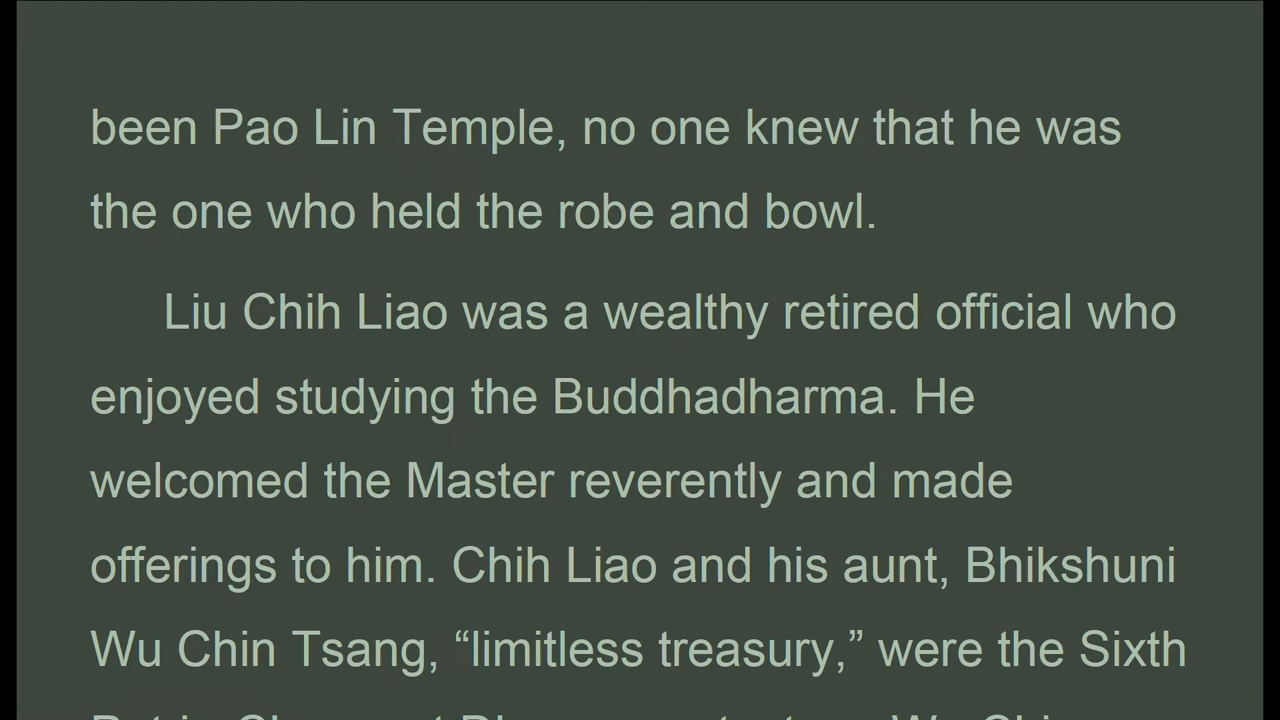 been Pao Lin Temple, no one knew that he was
the one who held the robe and bowl.
Liu Chih Liao was a wealthy retired official who
enjoyed studying the Buddhadharma. He
welcomed the Master reverently and made
offerings to him. Chih Liao and his aunt, Bhikshuni
Wu Chin Tsang, “limitless treasury,” were the Sixth